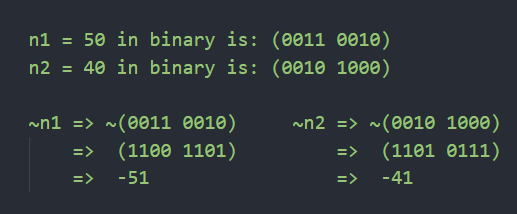 n1 = 50 in binary is: (0011 0010)
n2 = 40 in binary is: (0010 1000)
~n1 => ~(0011 0010) ~n2 => ~(0010 1000)
=> (1100 1101) => (1101 0111)
=> -51 => -41